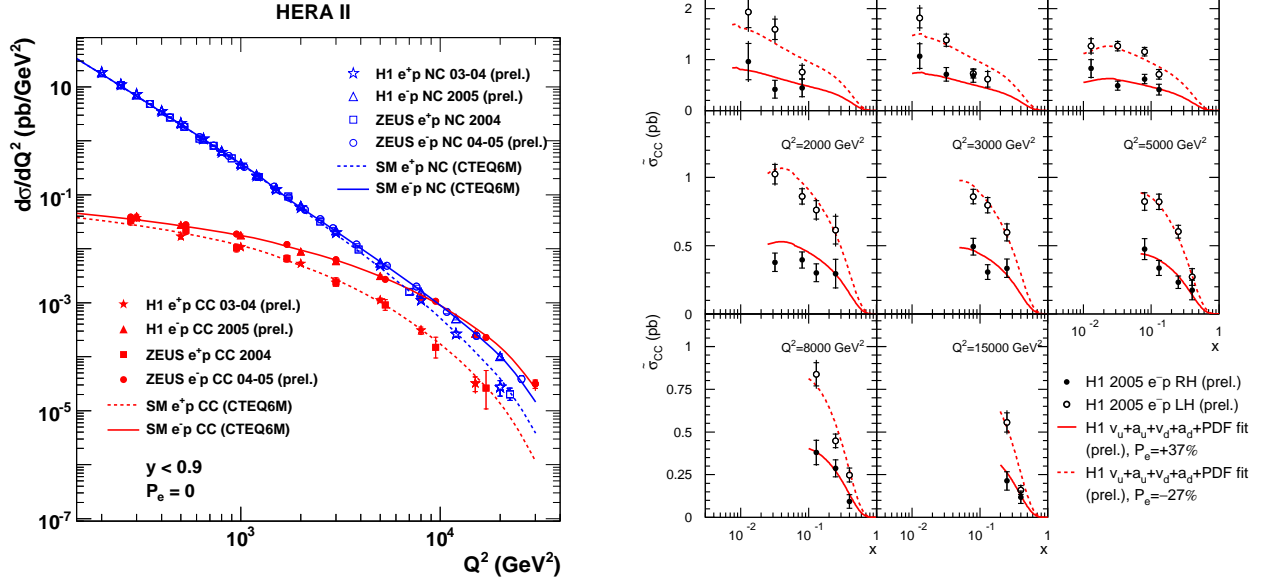 HERA II
dσ/dQ² (pb/GeV²)
10
10⁻¹
10⁻²
10⁻³
10⁻⁴
10⁻⁵
10⁻⁷
H1 e⁺p NC 03-04 (prel.)
H1 e⁻p NC 2005 (prel.)
ZEUS e⁺p NC 2004
ZEUS e⁻p NC 04-05 (prel.)
SM e⁺p NC (CTEQ6M)
SM e⁻p NC (CTEQ6M)
H1 e⁺p CC 03-04 (prel.)
H1 e⁻p CC 2005 (prel.)
ZEUS e⁺p CC 2004
ZEUS e⁻p CC 04-05 (prel.)
SM e⁺p CC (CTEQ6M)
SM e⁻p CC (CTEQ6M)
y < 0.9
Pₑ = 0
10³ 10⁴
Q² (GeV²)
2
1
0
σ̃CC (pb)
Q²=2000 GeV² Q²=3000 GeV² Q²=5000 GeV²
1
0.5
0
10⁻² 10⁻¹ 1
x
σ̃CC (pb)
Q²=8000 GeV² Q²=15000 GeV²
0.75
0.5
0.25
0
10⁻² 10⁻¹ 10⁻² 10⁻¹ 1
x x
H1 2005 e⁻p RH (prel.)
H1 2005 e⁻p LH (prel.)
H1 vᵤ+aᵤ+v_d+a_d+PDF fit
(prel.), Pₑ=+37%
H1 vᵤ+aᵤ+v_d+a_d+PDF fit
(prel.), Pₑ=−27%